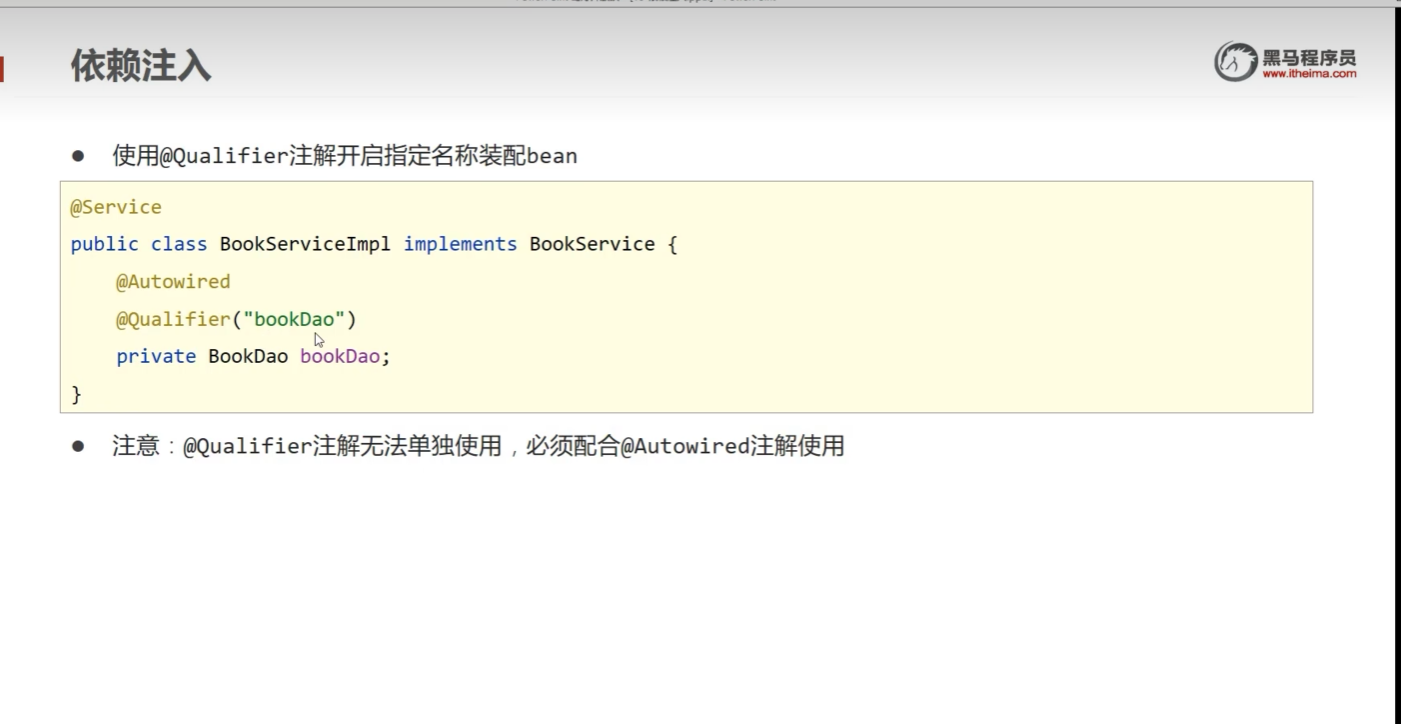 依赖注入
黑马程序员
www.itheima.com
● 使用@Qualifier注解开启指定名称装配bean
@Service
public class BookServiceImpl implements BookService {
@Autowired
@Qualifier("bookDao")
private BookDao bookDao;
}
● 注意：@Qualifier注解无法单独使用，必须配合@Autowired注解使用